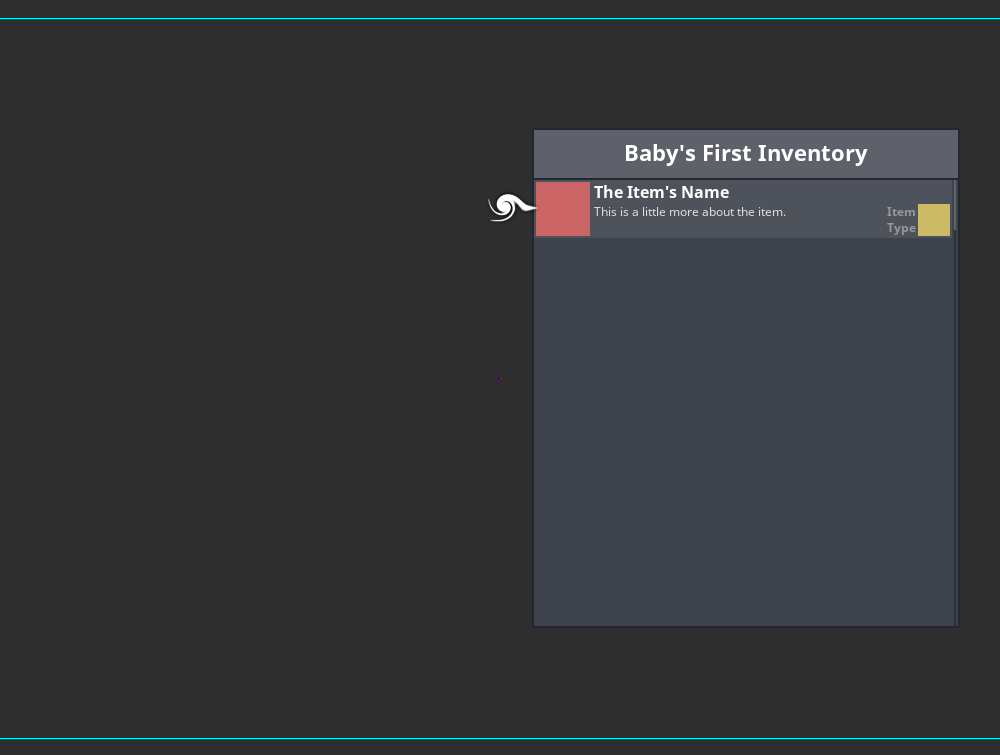 Baby's First Inventory
The Item's Name
This is a little more about the item.
Item
Type